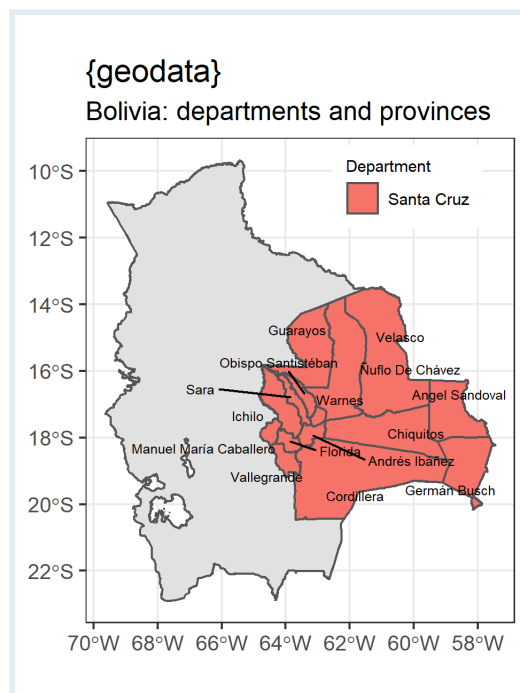 {geodata}
Bolivia: departments and provinces
Department
Santa Cruz
10°S
12°S
14°S
16°S
18°S
20°S
22°S
Guarayos
Velasco
Obispo Santistéban
Ñuflo De Chávez
Sara
Warnes
Angel Sandoval
Ichilo
Chiquitos
Manuel María Caballero
Florida
Andrés Ibáñez
Vallegrande
Cordillera
Germán Busch
70°W
68°W
66°W
64°W
62°W
60°W
58°W